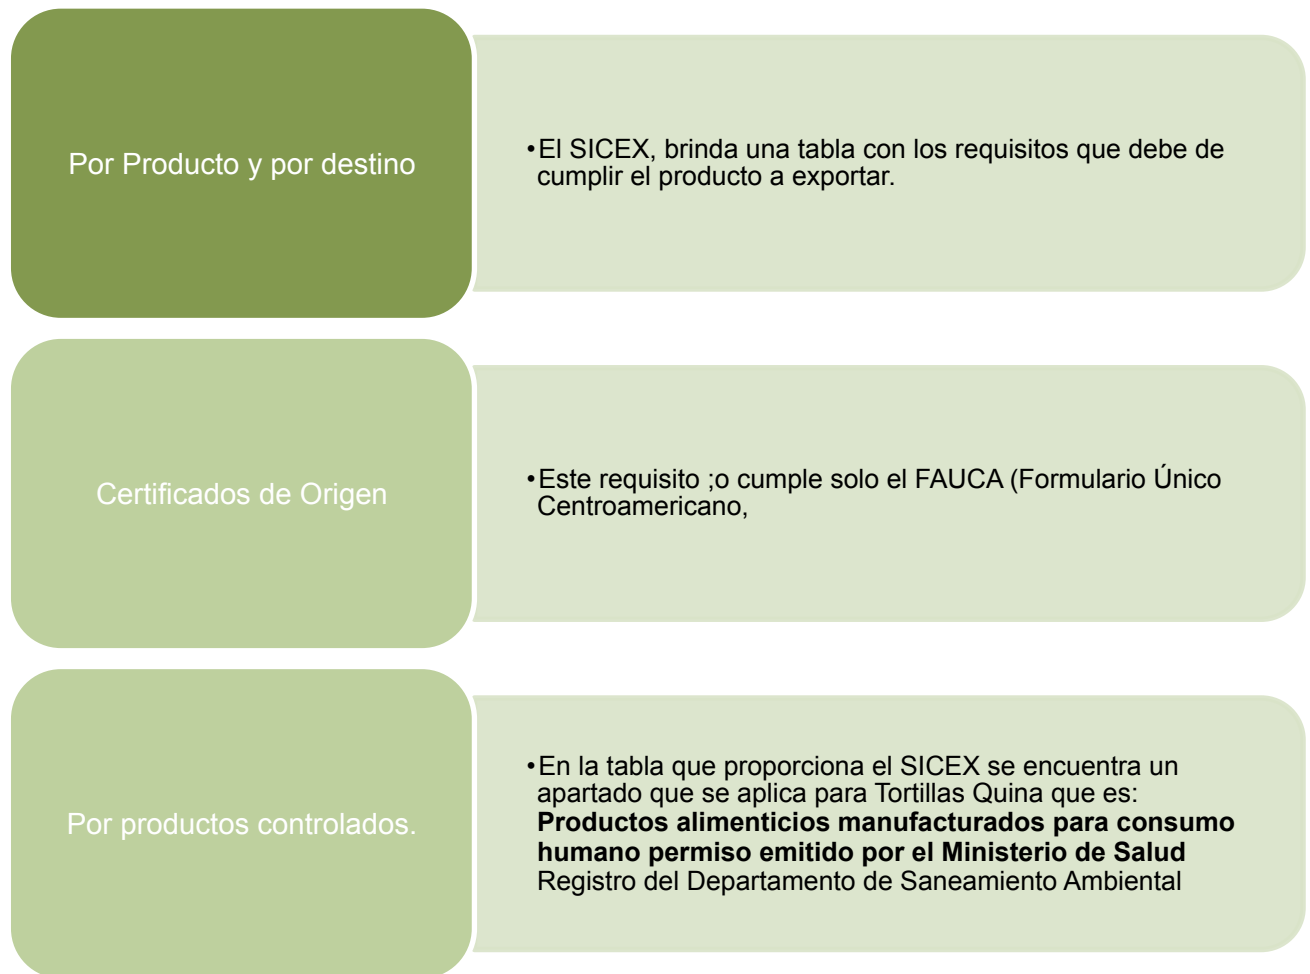 Por Producto y por destino
•El SICEX, brinda una tabla con los requisitos que debe de
cumplir el producto a exportar.
Certificados de Origen
•Este requisito ;o cumple solo el FAUCA (Formulario Único
Centroamericano,
Por productos controlados.
•En la tabla que proporciona el SICEX se encuentra un
apartado que se aplica para Tortillas Quina que es:
Productos alimenticios manufacturados para consumo
humano permiso emitido por el Ministerio de Salud
Registro del Departamento de Saneamiento Ambiental